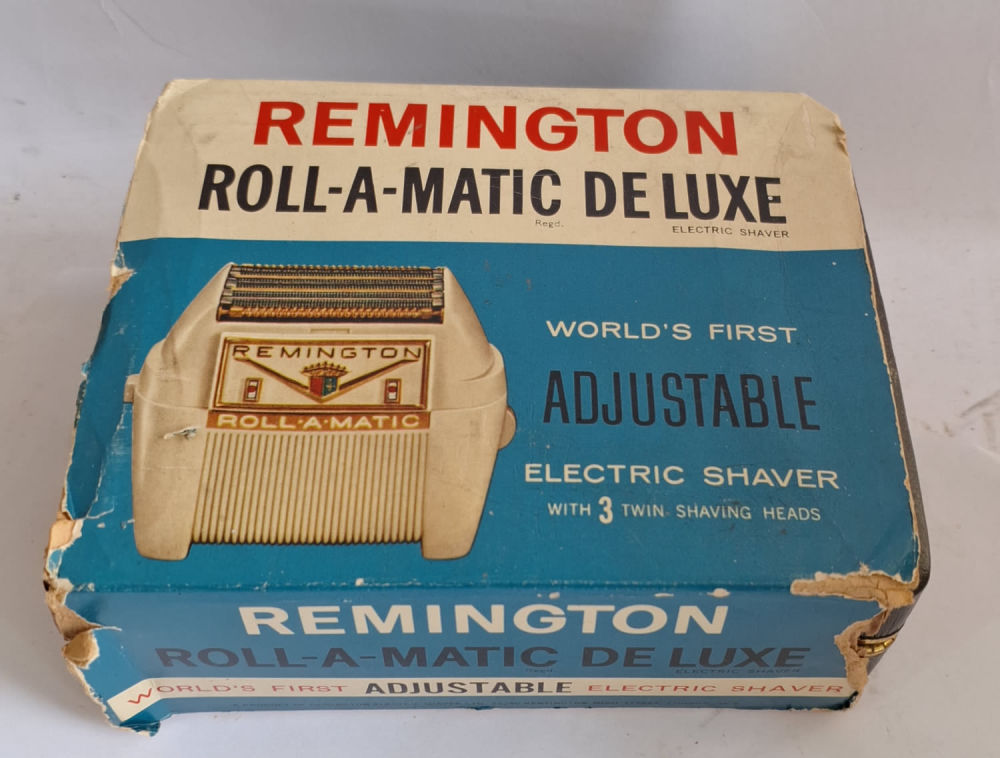 REMINGTON
ROLL-A-MATIC DE LUXE
Regd.
ELECTRIC SHAVER
REMINGTON
ROLL·A·MATIC
WORLD'S FIRST
ADJUSTABLE
ELECTRIC SHAVER
WITH 3 TWIN SHAVING HEADS
REMINGTON
ROLL-A-MATIC DE LUXE
Regd.
ELECTRIC SHAVER
WORLD'S FIRST ADJUSTABLE ELECTRIC SHAVER